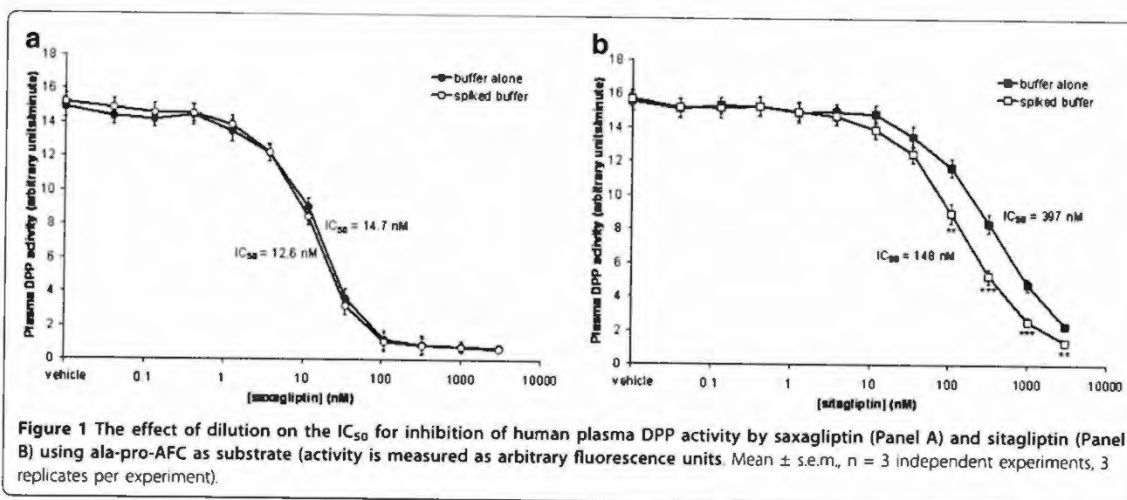 a
18
16
14
12
10
8
6
4
2
0
Plasma DPP activity (arbitrary units/minute)
buffer alone
spiked buffer
IC50 = 14.7 nM
IC50 = 12.6 nM
vehicle 0.1 1 10 100 1000 10000
[saxagliptin] (nM)
b
18
16
14
12
10
8
6
4
2
0
Plasma DPP activity (arbitrary units/minute)
buffer alone
spiked buffer
IC50 = 397 nM
IC50 = 148 nM
**
***
***
**
vehicle 0.1 1 10 100 1000 10000
[sitagliptin] (nM)
Figure 1 The effect of dilution on the IC50 for inhibition of human plasma DPP activity by saxagliptin (Panel A) and sitagliptin (Panel
B) using ala-pro-AFC as substrate (activity is measured as arbitrary fluorescence units. Mean ± s.e.m., n = 3 independent experiments, 3
replicates per experiment).